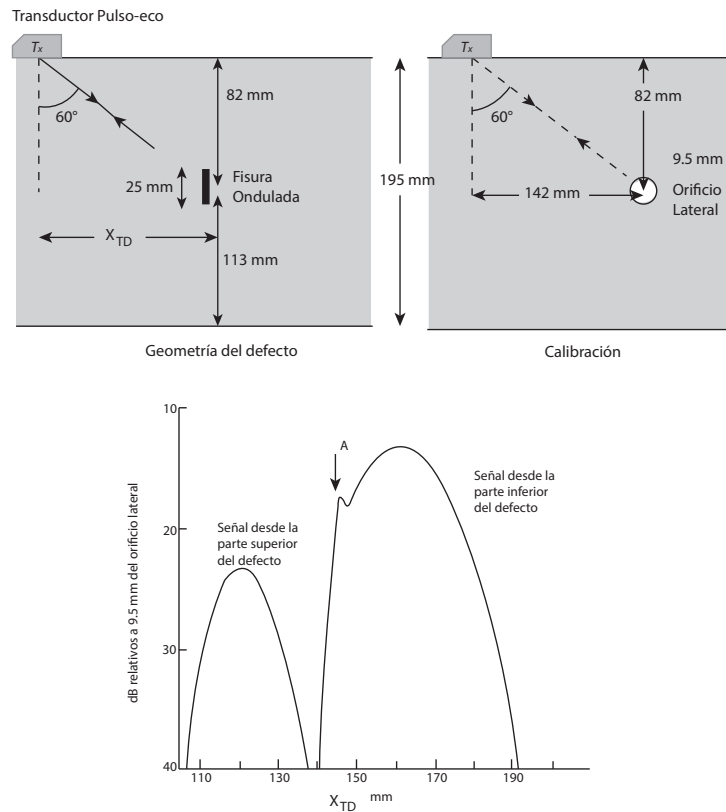 Transductor Pulso-eco
Tx
60°
82 mm
25 mm
Fisura
Ondulada
XTD
113 mm
Geometría del defecto
195 mm
Tx
60°
82 mm
9.5 mm
Orificio
Lateral
142 mm
Calibración
dB relativos a 9.5 mm del orificio lateral
10
20
30
40
A
Señal desde la
parte superior
del defecto
Señal desde la
parte inferior
del defecto
110
130
150
170
190
XTD mm